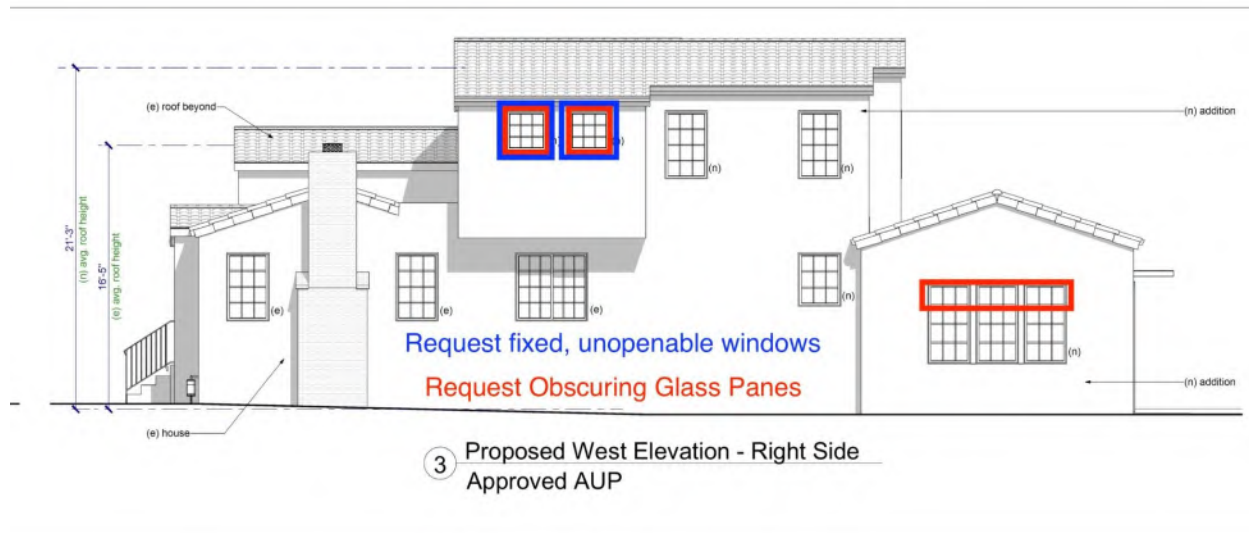 (e) roof beyond
(n) addition
(n)
(n)
(n)
(n)
21'-3"
(n) avg. roof height
16'-5"
(e) avg. roof height
(e)
(e)
(e)
(n)
(n)
Request fixed, unopenable windows
Request Obscuring Glass Panes
(n) addition
(e) house
3 Proposed West Elevation - Right Side
Approved AUP